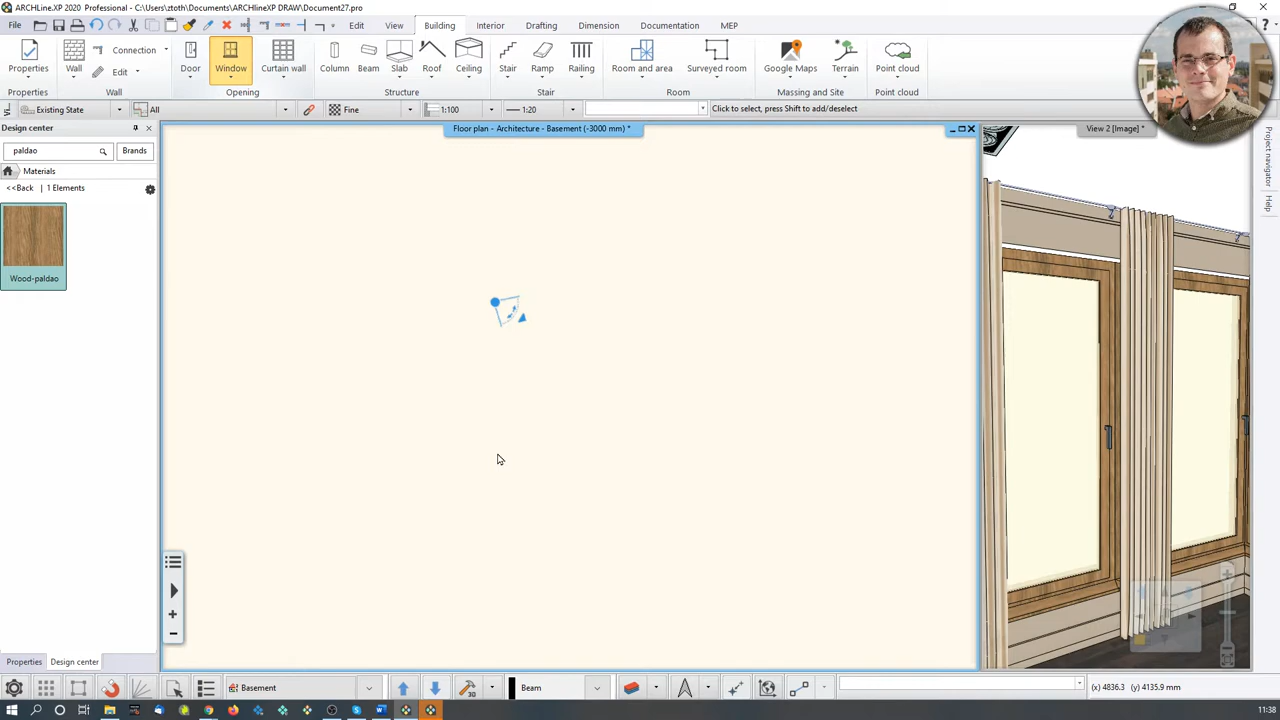 ARCHLine.XP 2020 Professional - C:\Users\ztoth\Documents\ARCHlineXP DRAW\Document27.pro
File
Edit
View
Building
Interior
Drafting
Dimension
Documentation
MEP
Properties
Wall
Connection
Edit
Door
Window
Curtain wall
Column
Beam
Slab
Roof
Ceiling
Stair
Ramp
Railing
Room and area
Surveyed room
Google Maps
Terrain
Point cloud
Properties
Wall
Opening
Structure
Stair
Room
Massing and Site
Point cloud
Existing State
All
Fine
1:100
1:20
Click to select, press Shift to add/deselect
Design center
Floor plan - Architecture - Basement (-3000 mm) *
View 2 [Image] *
paldao
Brands
Materials
<<Back
1 Elements
Wood-paldao
Project navigator
Help
Properties
Design center
Basement
Beam
(x) 4836.3 (y) 4135.9 mm
11:38